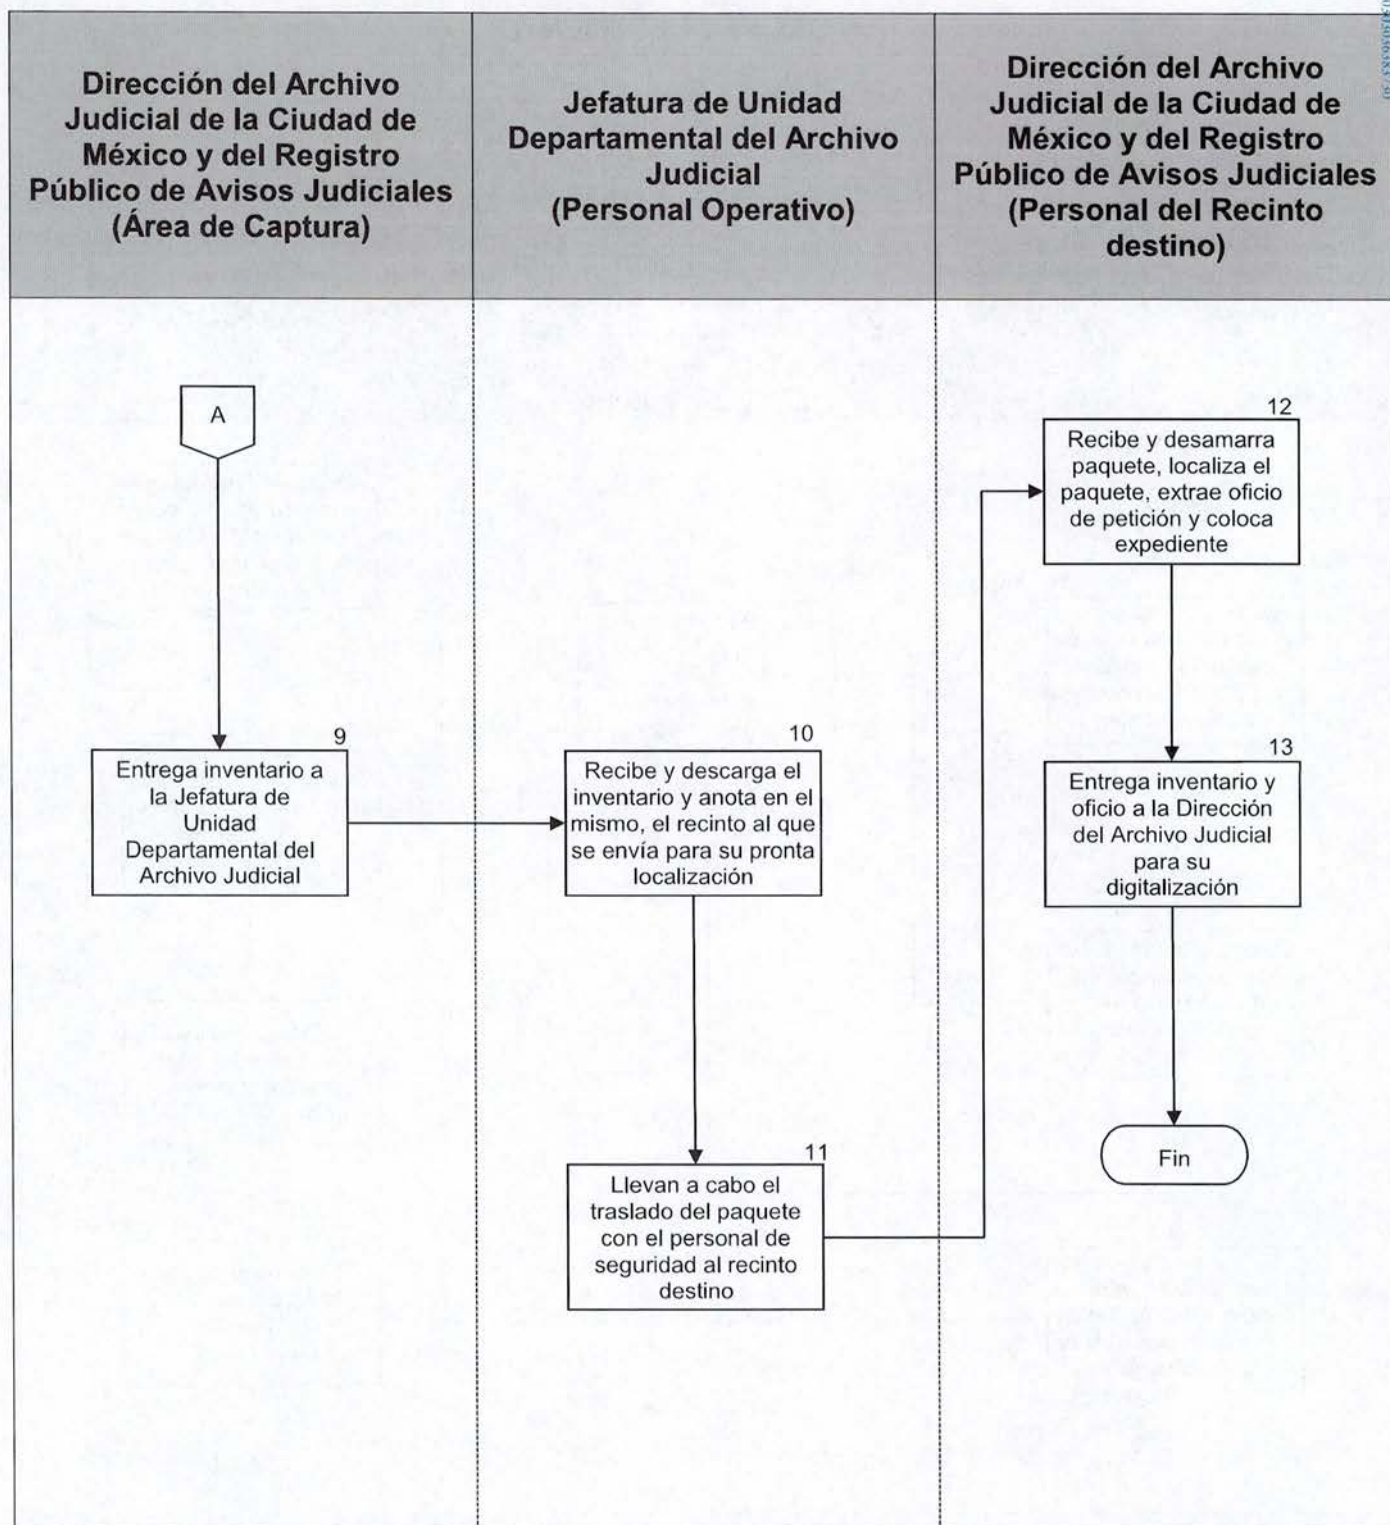 Dirección del Archivo
Judicial de la Ciudad de
México y del Registro
Público de Avisos Judiciales
(Área de Captura)
Jefatura de Unidad
Departamental del Archivo
Judicial
(Personal Operativo)
Dirección del Archivo
Judicial de la Ciudad de
México y del Registro
Público de Avisos Judiciales
(Personal del Recinto
destino)
A
9
Entrega inventario a
la Jefatura de
Unidad
Departamental del
Archivo Judicial
10
Recibe y descarga el
inventario y anota en el
mismo, el recinto al que
se envía para su pronta
localización
11
Llevan a cabo el
traslado del paquete
con el personal de
seguridad al recinto
destino
12
Recibe y desamarra
paquete, localiza el
paquete, extrae oficio
de petición y coloca
expediente
13
Entrega inventario y
oficio a la Dirección
del Archivo Judicial
para su
digitalización
Fin